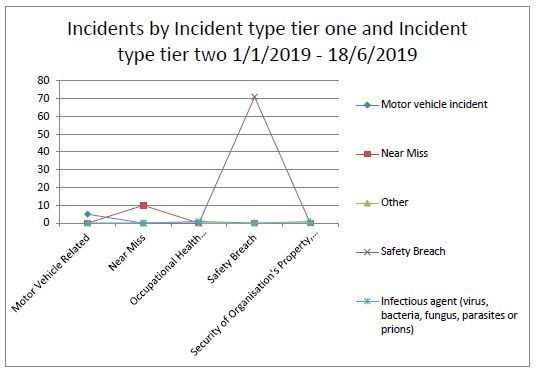 Incidents by Incident type tier one and Incident
type tier two 1/1/2019 - 18/6/2019
80
70
60
50
40
30
20
10
0
Motor Vehicle Related
Near Miss
Occupational Health...
Safety Breach
Security of Organisation's Property,...
Motor vehicle incident
Near Miss
Other
Safety Breach
Infectious agent (virus,
bacteria, fungus, parasites or
prions)